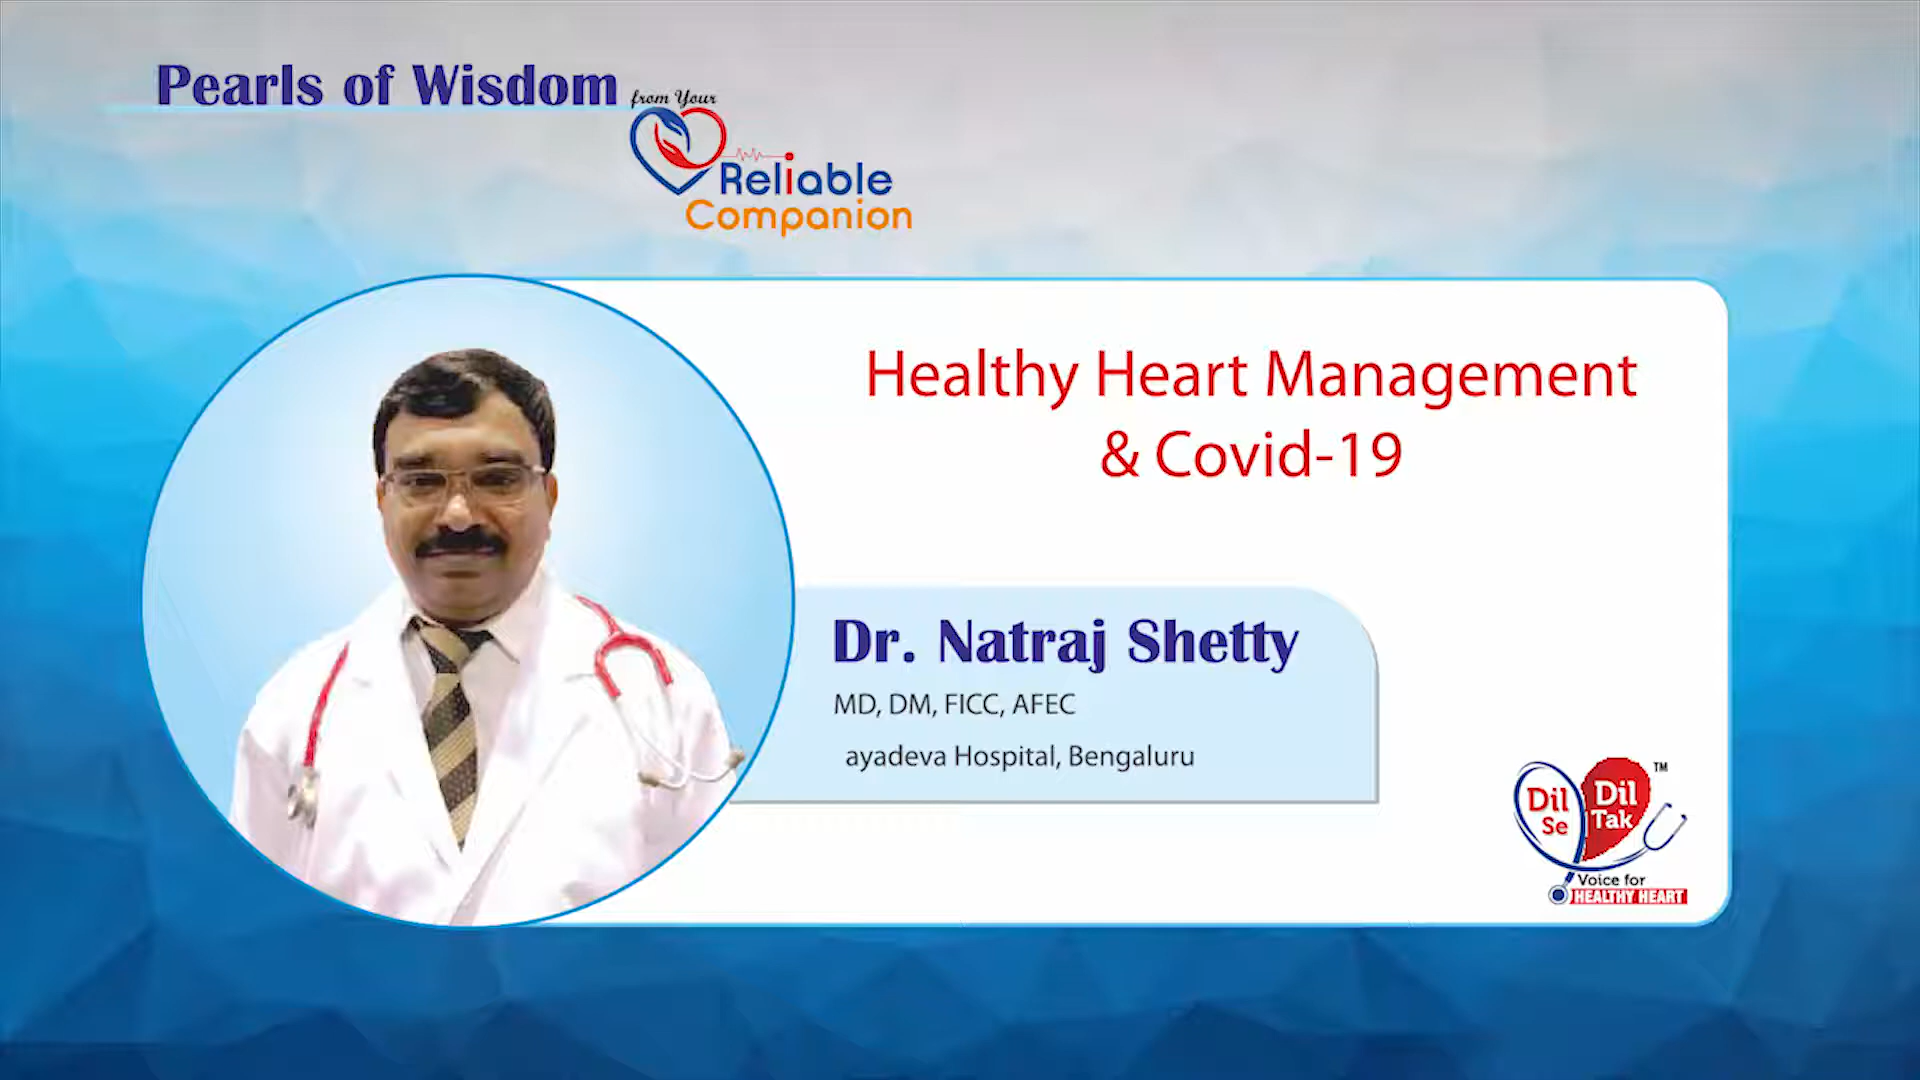 Pearls of Wisdom from Your
Reliable
Companion
Healthy Heart Management
& Covid-19
Dr. Natraj Shetty
MD, DM, FICC, AFEC
ayadeva Hospital, Bengaluru
Dil Se
Dil Tak
TM
Voice for
HEALTHY HEART